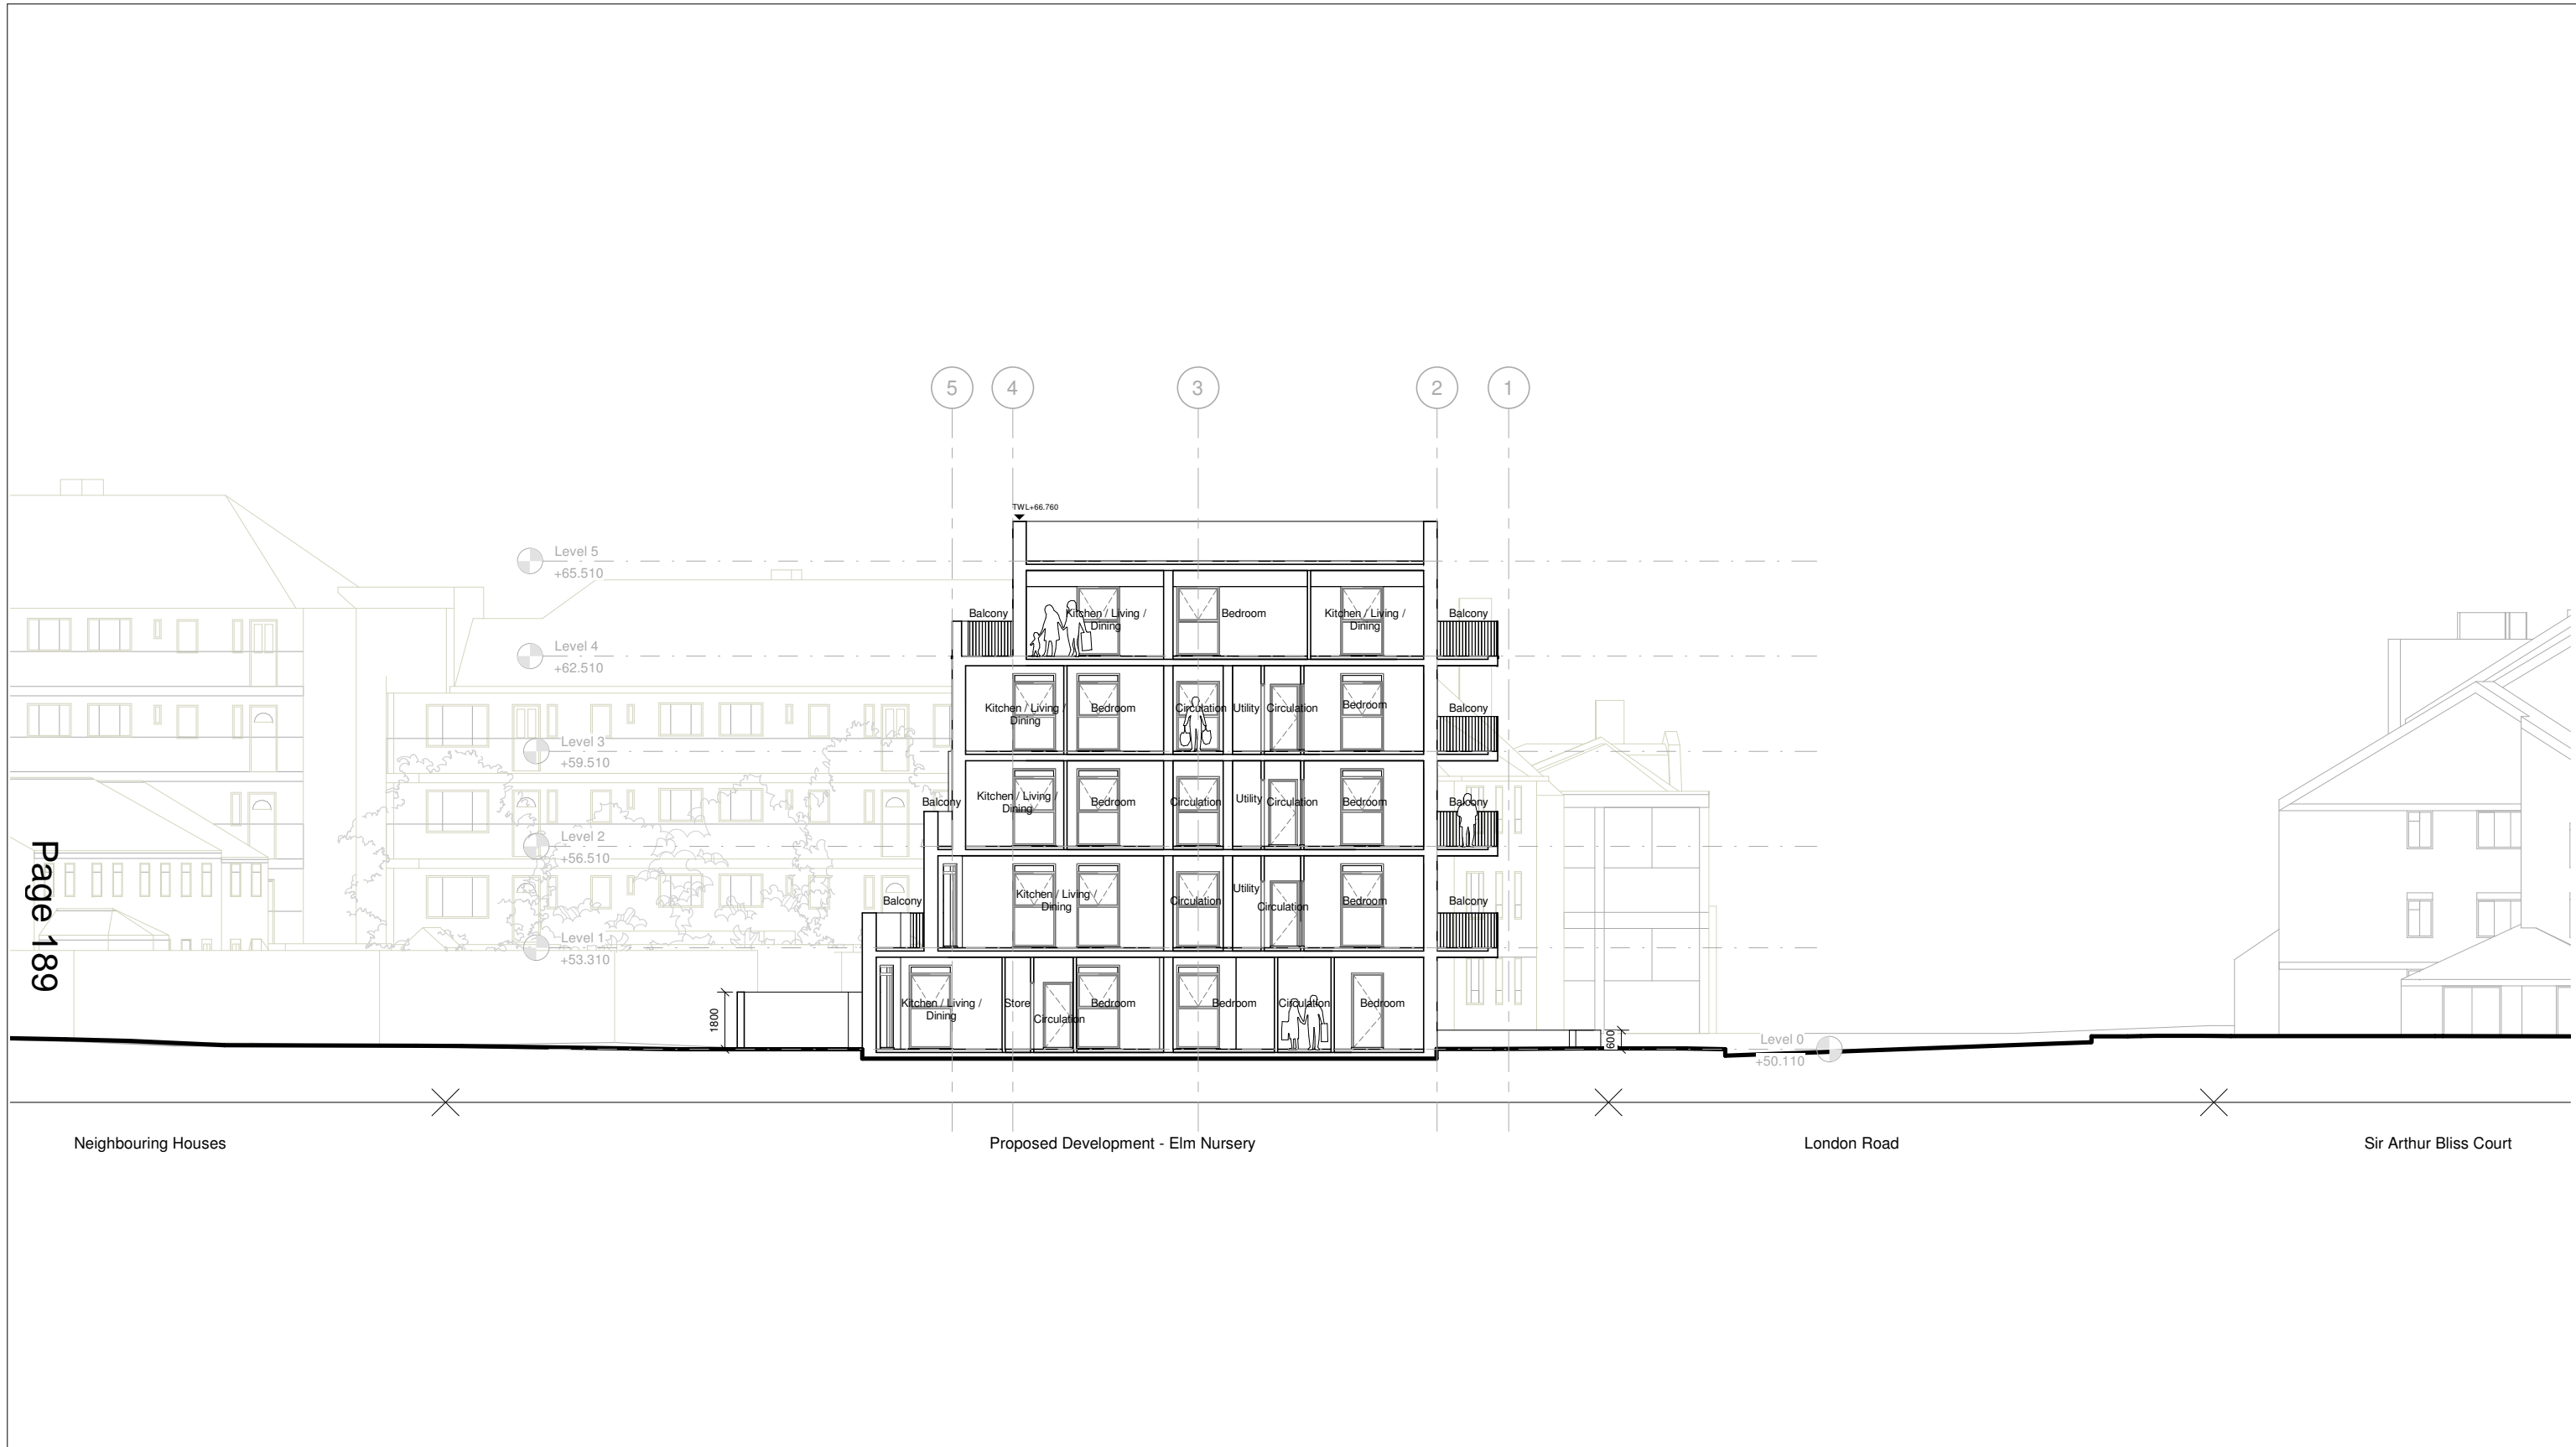 5
4
3
2
1
TWL+66.760
Level 5
+65.510
Balcony
Kitchen / Living /
Dining
Bedroom
Kitchen / Living /
Dining
Balcony
Level 4
+62.510
Kitchen / Living /
Dining
Bedroom
Circulation
Utility
Circulation
Bedroom
Balcony
Level 3
+59.510
Balcony
Kitchen / Living /
Dining
Bedroom
Circulation
Utility
Circulation
Bedroom
Balcony
Level 2
+56.510
Balcony
Kitchen / Living /
Dining
Circulation
Utility
Circulation
Bedroom
Balcony
Level 1
+53.310
Kitchen / Living /
Dining
Store
Circulation
Bedroom
Bedroom
Circulation
Bedroom
1800
600
Level 0
+50.110
Page 189
Neighbouring Houses
Proposed Development - Elm Nursery
London Road
Sir Arthur Bliss Court